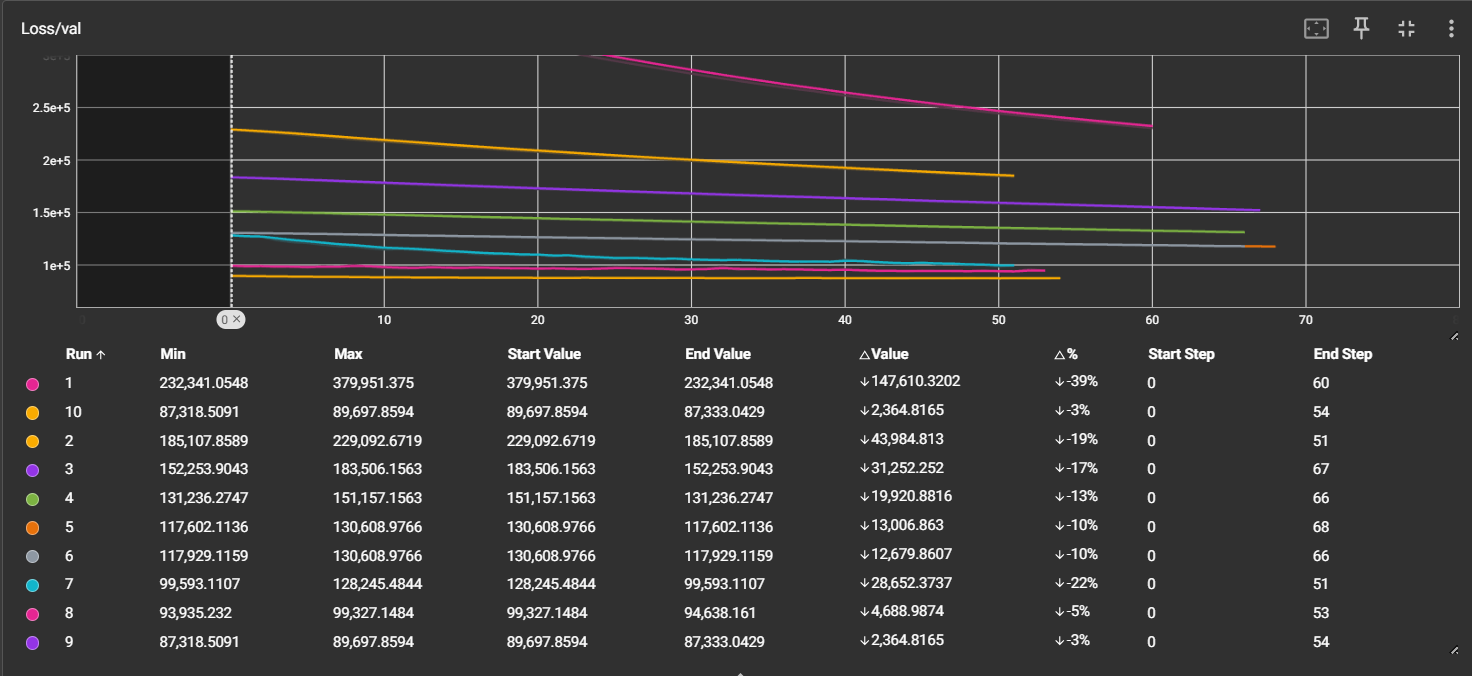 Loss/val
3e+5
2.5e+5
2e+5
1.5e+5
1e+5
0 × 10 20 30 40 50 60 70
Run ↑ Min Max Start Value End Value △Value △% Start Step End Step
1 232,341.0548 379,951.375 379,951.375 232,341.0548 ↓147,610.3202 ↓-39% 0 60
10 87,318.5091 89,697.8594 89,697.8594 87,333.0429 ↓2,364.8165 ↓-3% 0 54
2 185,107.8589 229,092.6719 229,092.6719 185,107.8589 ↓43,984.813 ↓-19% 0 51
3 152,253.9043 183,506.1563 183,506.1563 152,253.9043 ↓31,252.252 ↓-17% 0 67
4 131,236.2747 151,157.1563 151,157.1563 131,236.2747 ↓19,920.8816 ↓-13% 0 66
5 117,602.1136 130,608.9766 130,608.9766 117,602.1136 ↓13,006.863 ↓-10% 0 68
6 117,929.1159 130,608.9766 130,608.9766 117,929.1159 ↓12,679.8607 ↓-10% 0 66
7 99,593.1107 128,245.4844 128,245.4844 99,593.1107 ↓28,652.3737 ↓-22% 0 51
8 93,935.232 99,327.1484 99,327.1484 94,638.161 ↓4,688.9874 ↓-5% 0 53
9 87,318.5091 89,697.8594 89,697.8594 87,333.0429 ↓2,364.8165 ↓-3% 0 54